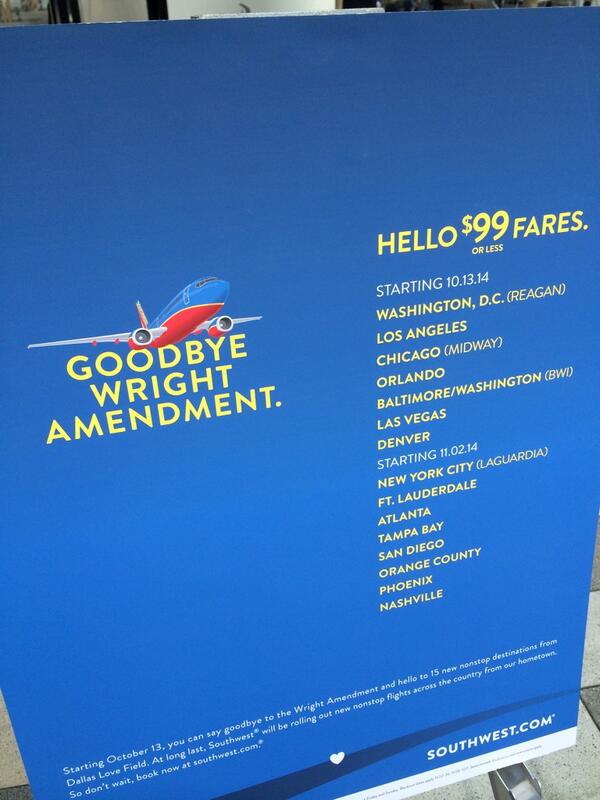 GOODBYE
WRIGHT
AMENDMENT.
HELLO $99 FARES.
OR LESS
STARTING 10.13.14
WASHINGTON, D.C. (REAGAN)
LOS ANGELES
CHICAGO (MIDWAY)
ORLANDO
BALTIMORE/WASHINGTON (BWI)
LAS VEGAS
DENVER
STARTING 11.02.14
NEW YORK CITY (LAGUARDIA)
FT. LAUDERDALE
ATLANTA
TAMPA BAY
SAN DIEGO
ORANGE COUNTY
PHOENIX
NASHVILLE
Starting October 13, you can say goodbye to the Wright Amendment and hello to 15 new nonstop destinations from
Dallas Love Field. At long last, Southwest® will be rolling out new nonstop flights across the country from our hometown.
So don't wait, book now at southwest.com.®
SOUTHWEST.COM®